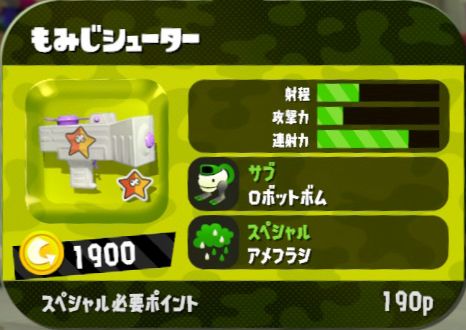 もみじシューター
射程
攻撃力
連射力
サブ
ロボットボム
スペシャル
アメフラシ
1900
スペシャル必要ポイント
190p